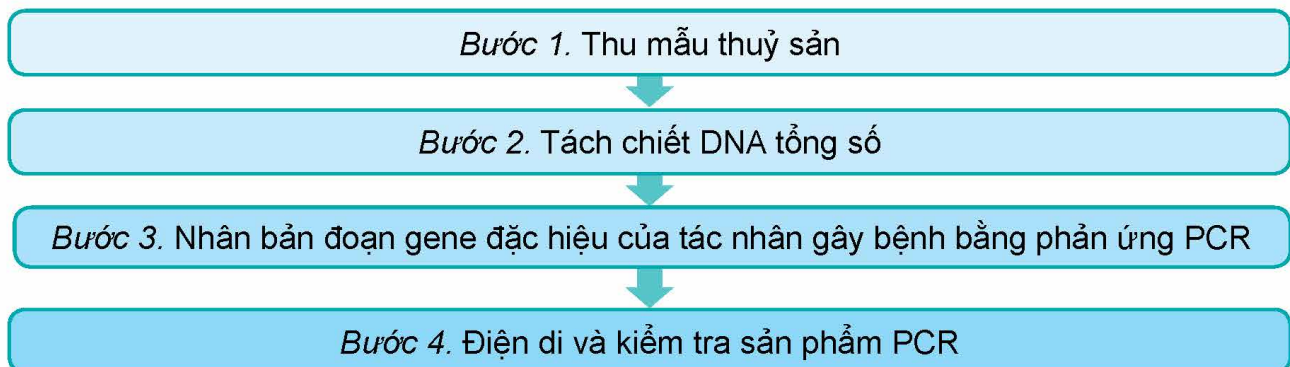 Bước 1. Thu mẫu thuỷ sản
Bước 2. Tách chiết DNA tổng số
Bước 3. Nhân bản đoạn gene đặc hiệu của tác nhân gây bệnh bằng phản ứng PCR
Bước 4. Điện di và kiểm tra sản phẩm PCR